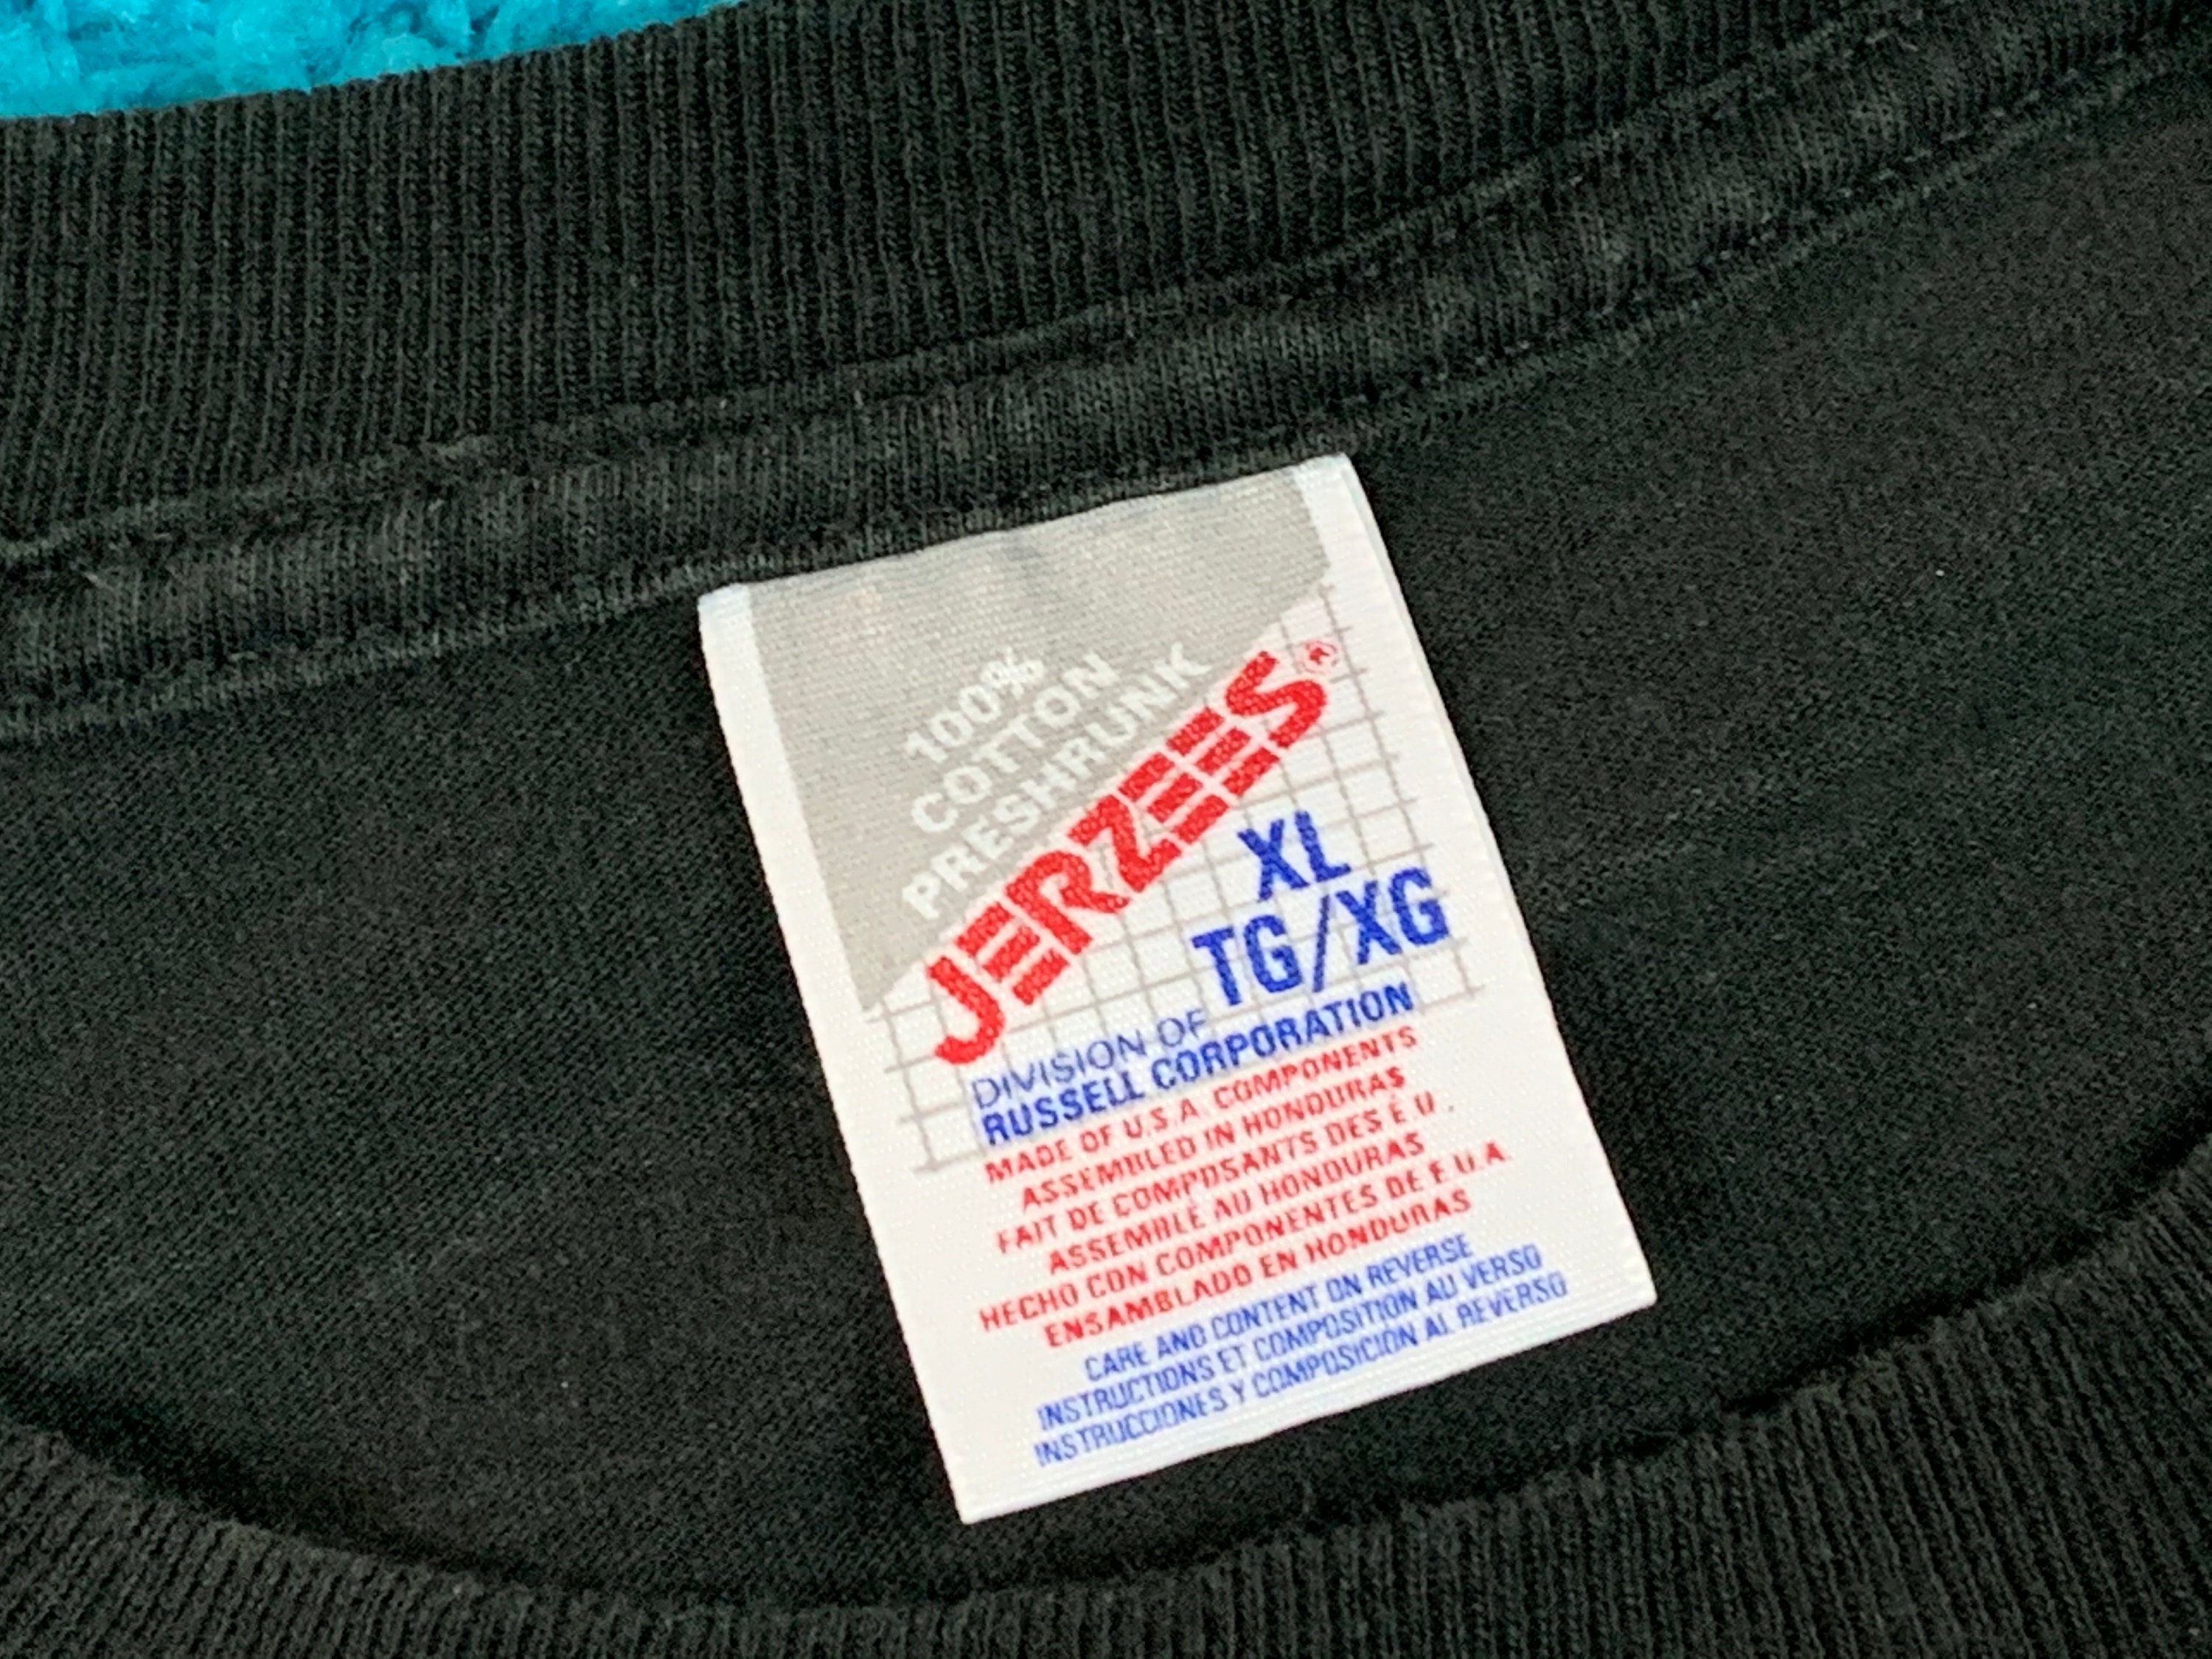 100%
COTTON
PRESHRUNK
JERZEES®
XL
TG/XG
DIVISION OF
RUSSELL CORPORATION
MADE OF U.S.A. COMPONENTS
ASSEMBLED IN HONDURAS
FAIT DE COMPOSANTS DES É.U.
ASSEMBLÉ AU HONDURAS
HECHO CON COMPONENTES DE E.U.A.
ENSAMBLADO EN HONDURAS
CARE AND CONTENT ON REVERSE
INSTRUCTIONS ET COMPOSITION AU VERSO
INSTRUCCIONES Y COMPOSICIÓN AL REVERSO